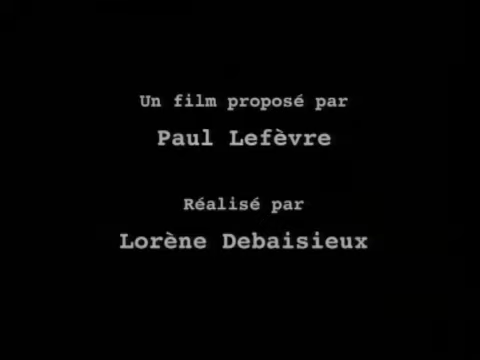 Un film proposé par
Paul Lefèvre
Réalisé par
Lorène Debaisieux